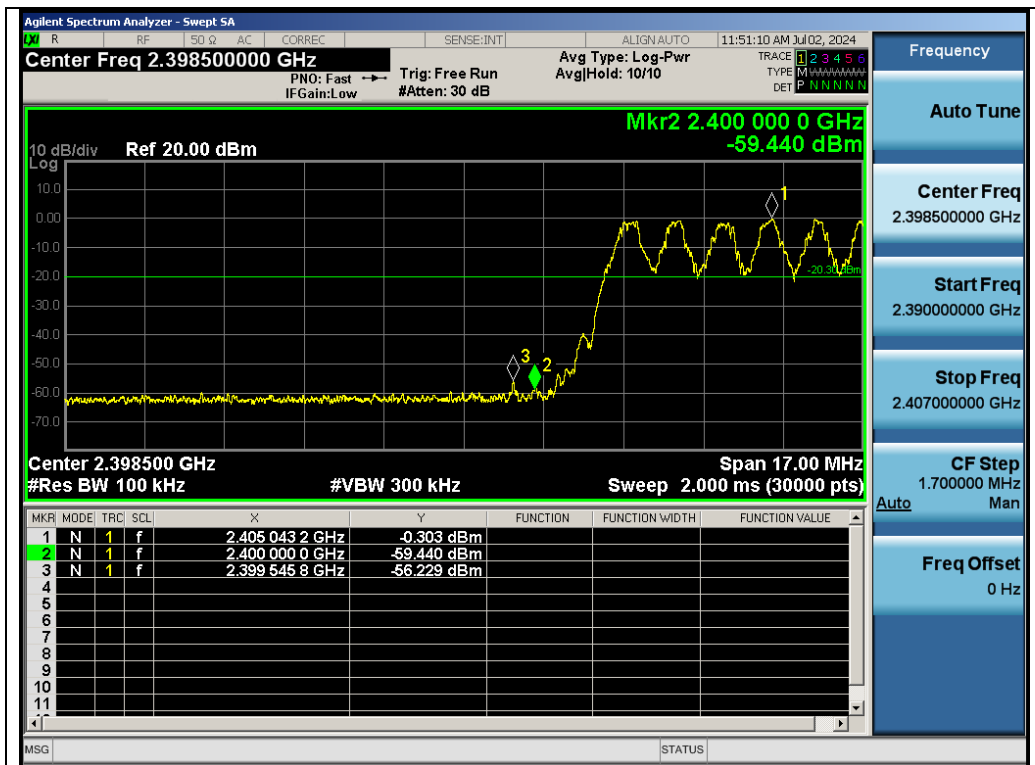 Agilent Spectrum Analyzer - Swept SA
LXI R RF 50 Ω AC CORREC SENSE:INT ALIGN AUTO 11:51:10 AM Jul 02, 2024
Center Freq 2.398500000 GHz
PNO: Fast
IFGain:Low
Trig: Free Run
#Atten: 30 dB
Avg Type: Log-Pwr
Avg|Hold: 10/10
TRACE 1 2 3 4 5 6
TYPE M
DET P N N N N N
Mkr2 2.400 000 0 GHz
-59.440 dBm
10 dB/div Ref 20.00 dBm
Log
10.0
0.00
-10.0
-20.0
-30.0
-40.0
-50.0
-60.0
-70.0
1
-20.30 dBm
3
2
Center 2.398500 GHz Span 17.00 MHz
#Res BW 100 kHz #VBW 300 kHz Sweep 2.000 ms (30000 pts)
MKR MODE TRC SCL X Y FUNCTION FUNCTION WIDTH FUNCTION VALUE
1 N 1 f 2.405 043 2 GHz -0.303 dBm
2 N 1 f 2.400 000 0 GHz -59.440 dBm
3 N 1 f 2.399 545 8 GHz -56.229 dBm
4
5
6
7
8
9
10
11
MSG STATUS
Frequency
Auto Tune
Center Freq
2.398500000 GHz
Start Freq
2.390000000 GHz
Stop Freq
2.407000000 GHz
CF Step
1.700000 MHz
Auto Man
Freq Offset
0 Hz